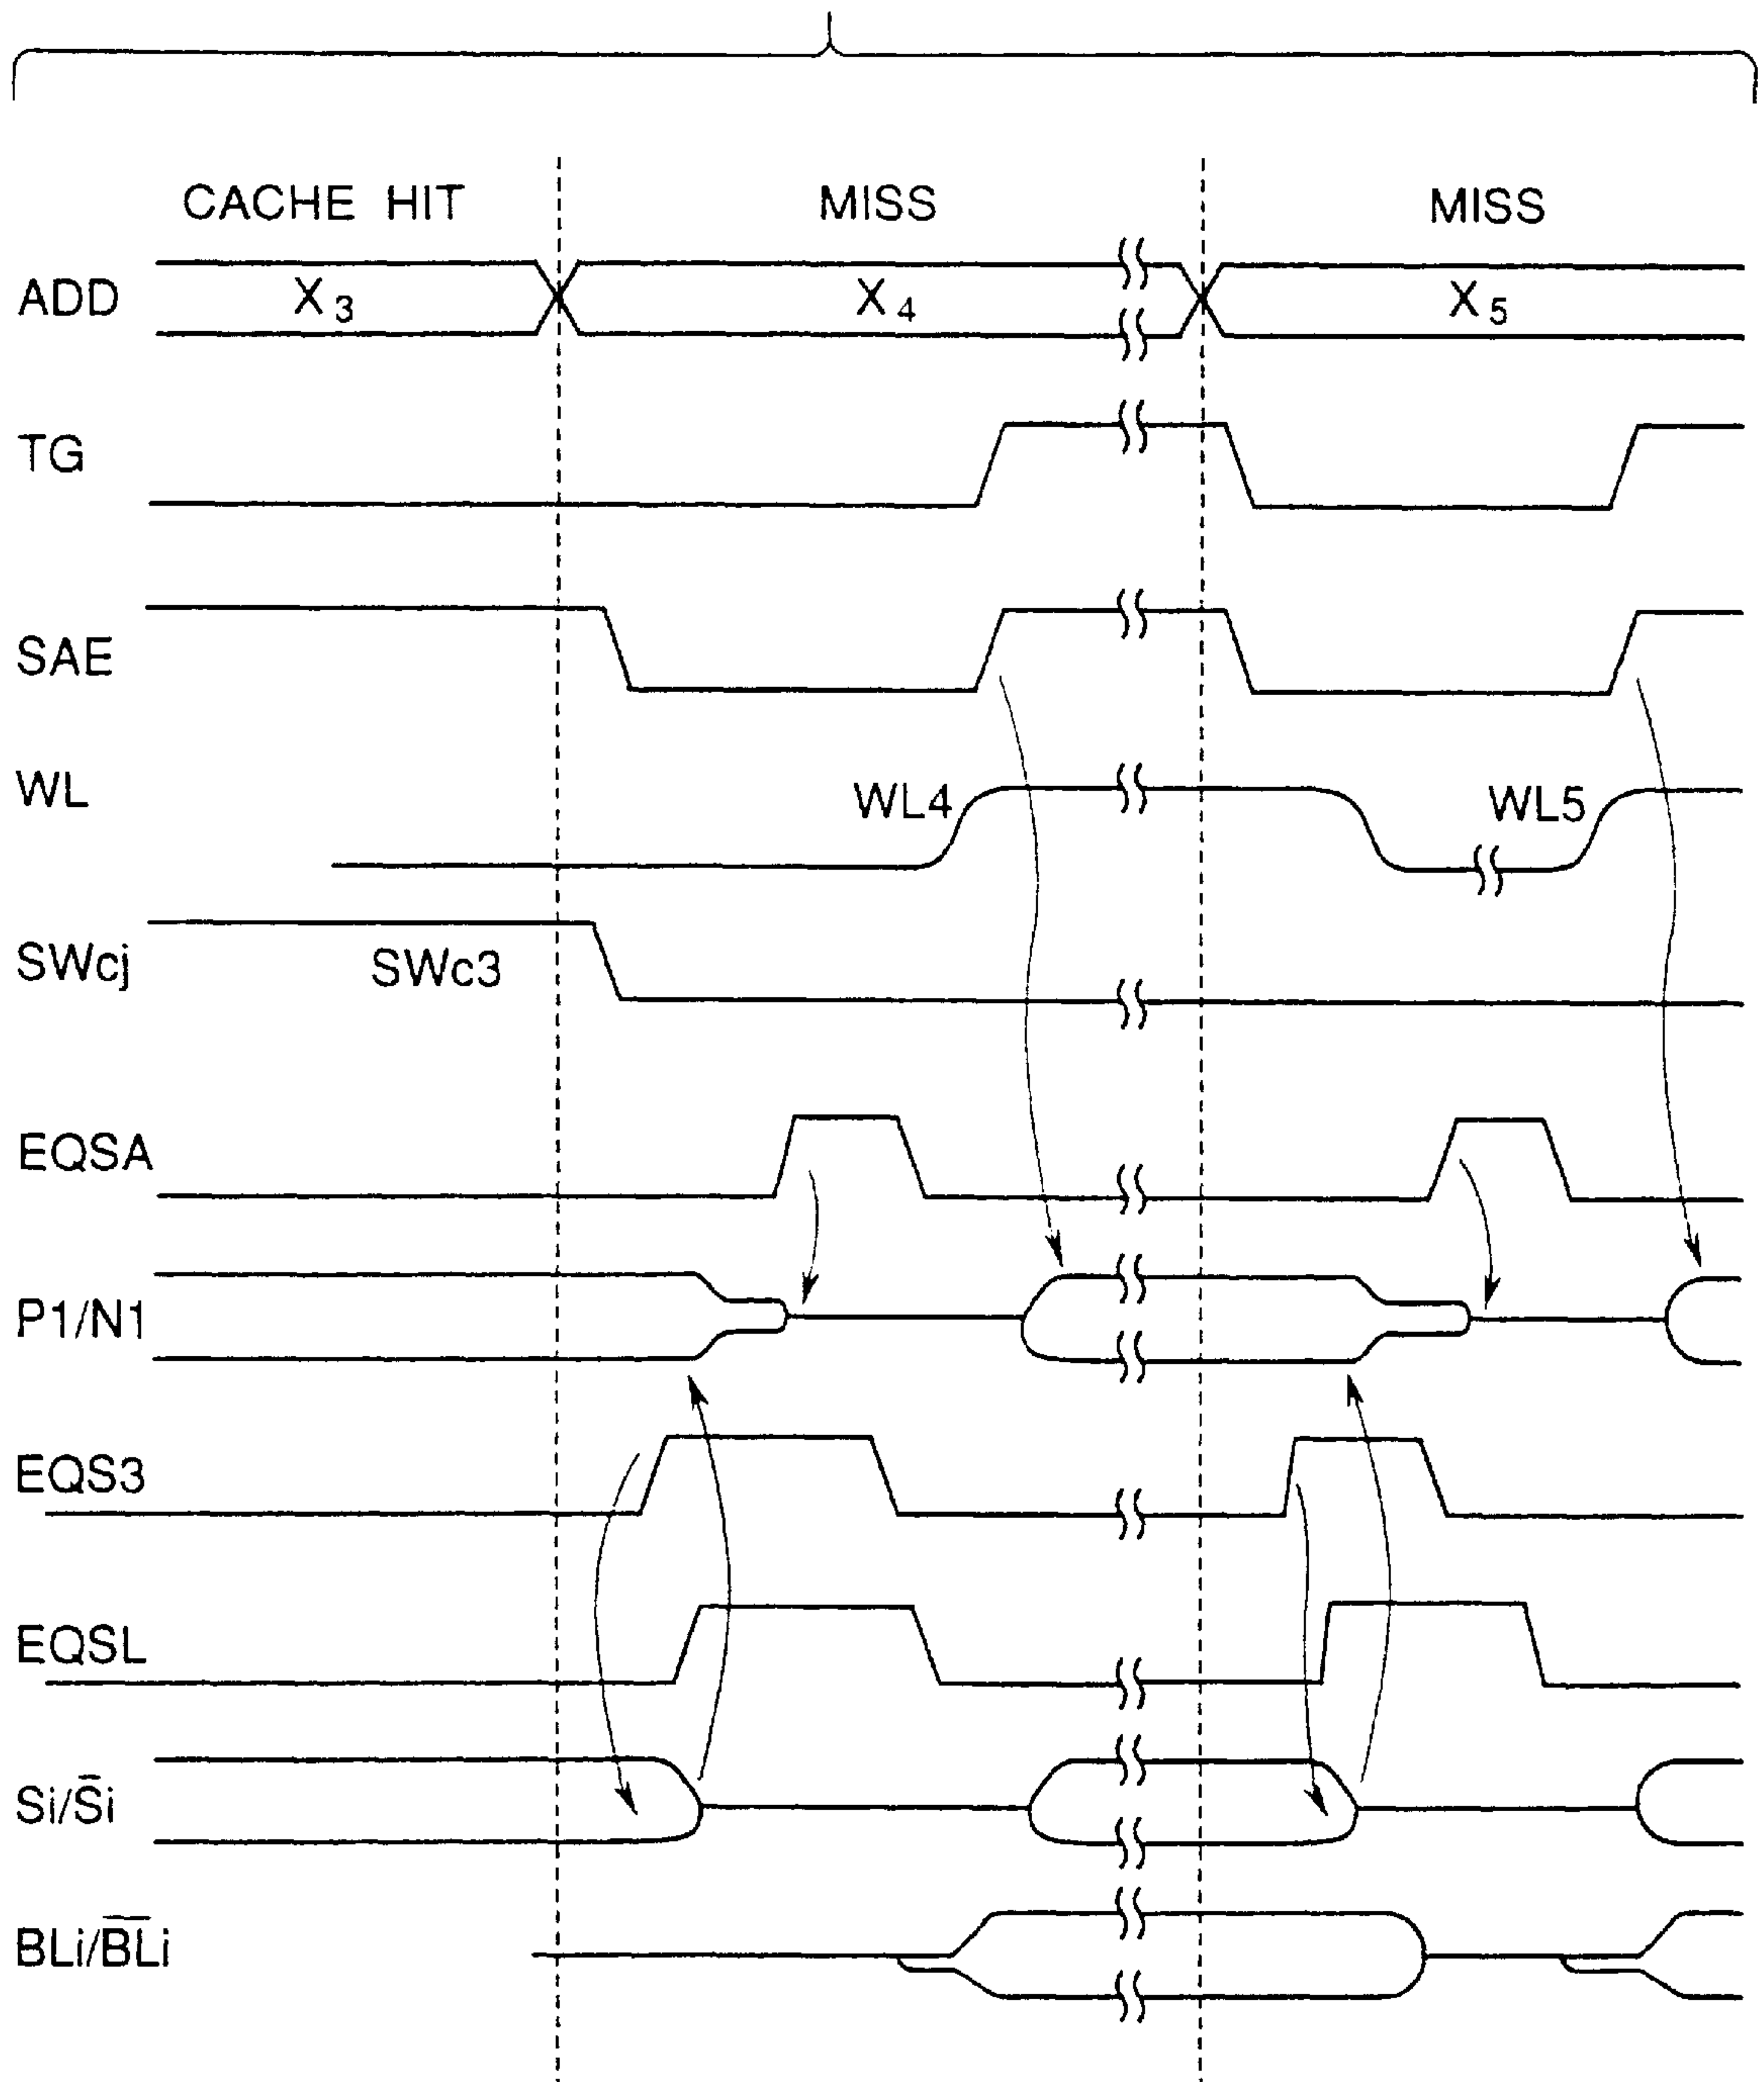 CACHE HIT MISS MISS
ADD X3 X4 X5
TG
SAE
WL WL4 WL5
SWcj SWc3
EQSA
P1/N1
EQS3
EQSL
Si/S̅i
BLi/B̅L̅i